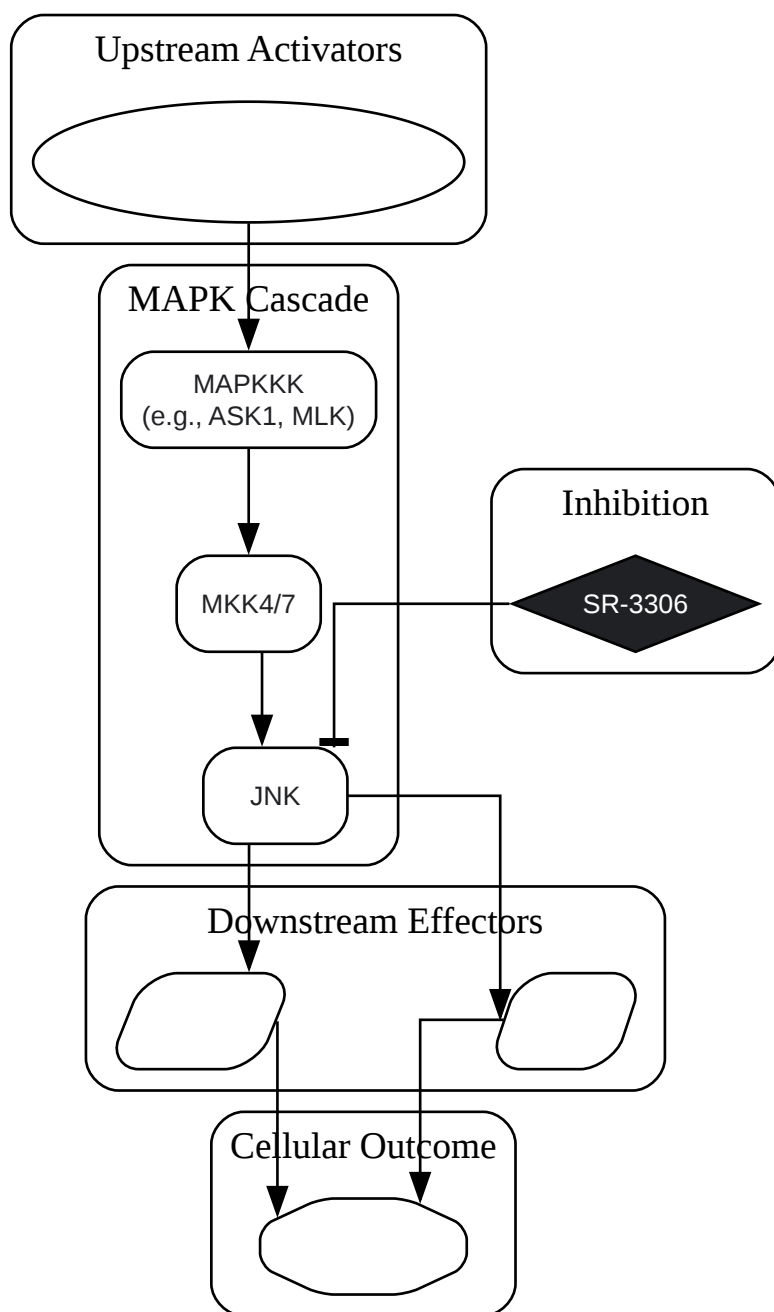 Upstream Activators
MAPK Cascade
MAPKKK
(e.g., ASK1, MLK)
Inhibition
MKK4/7
SR-3306
JNK
Downstream Effectors
Cellular Outcome